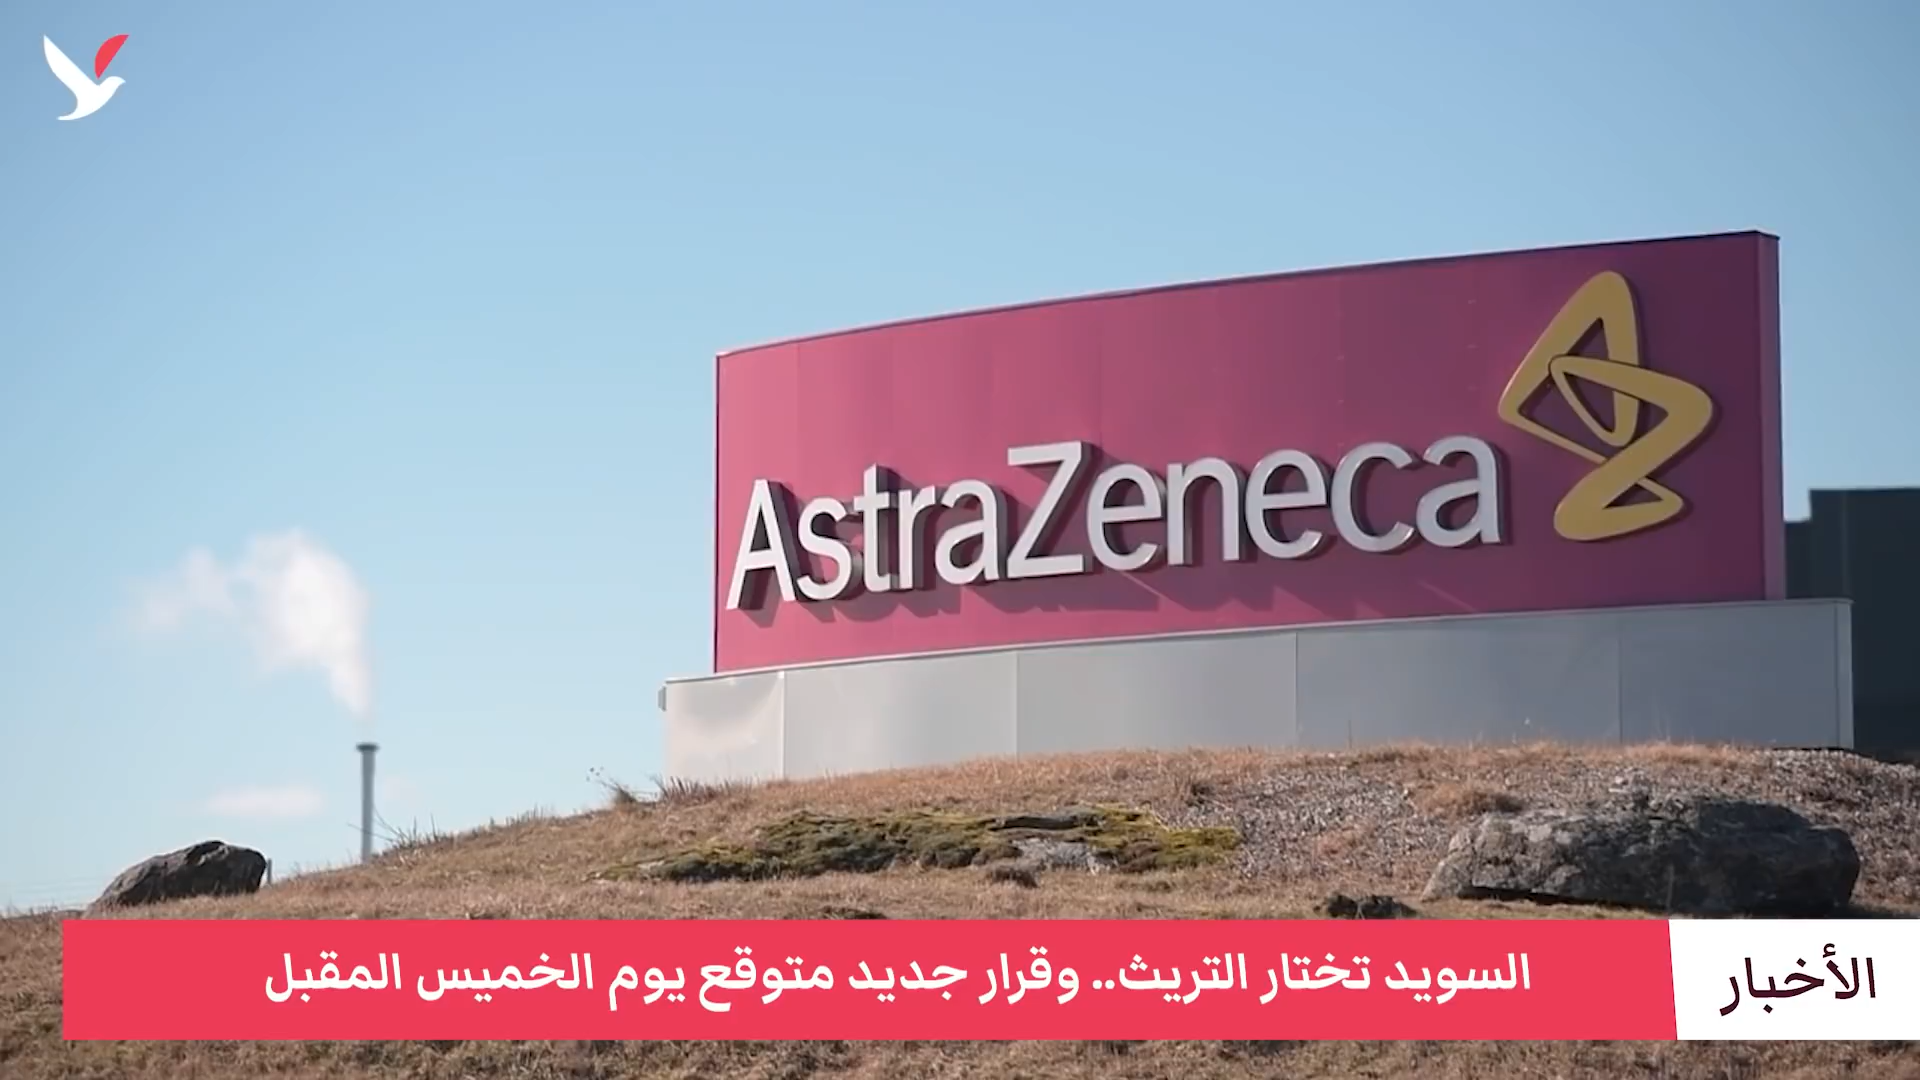 AstraZeneca
السويد تختار التريث.. وقرار جديد متوقع يوم الخميس المقبل
الأخبار